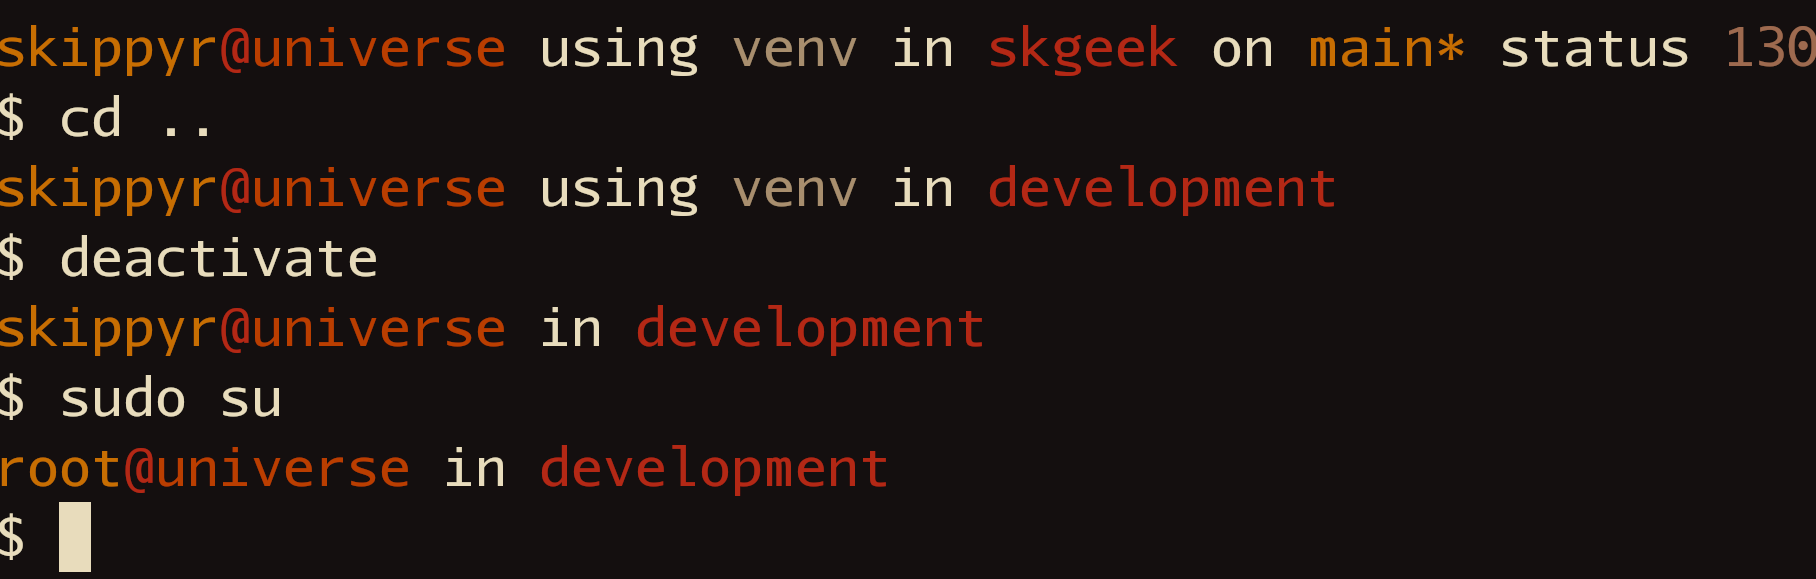 skippyr@universe using venv in skgeek on main* status 130
$ cd ..
skippyr@universe using venv in development
$ deactivate
skippyr@universe in development
$ sudo su
root@universe in development
$